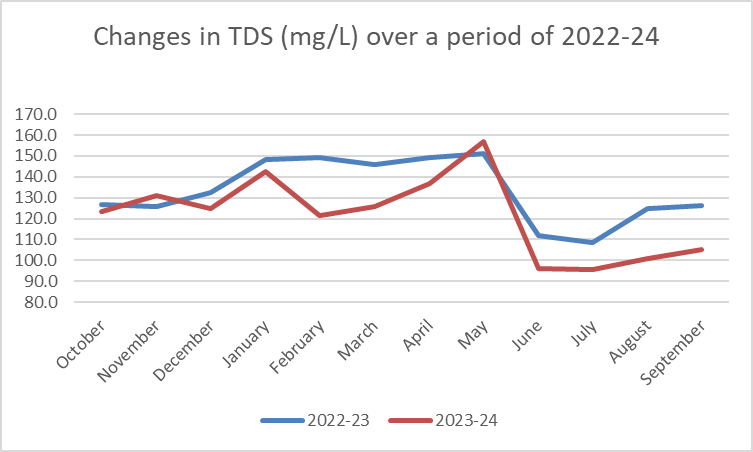 Changes in TDS (mg/L) over a period of 2022-24
170.0
160.0
150.0
140.0
130.0
120.0
110.0
100.0
90.0
80.0
October
November
December
January
February
March
April
May
June
July
August
September
2022-23
2023-24